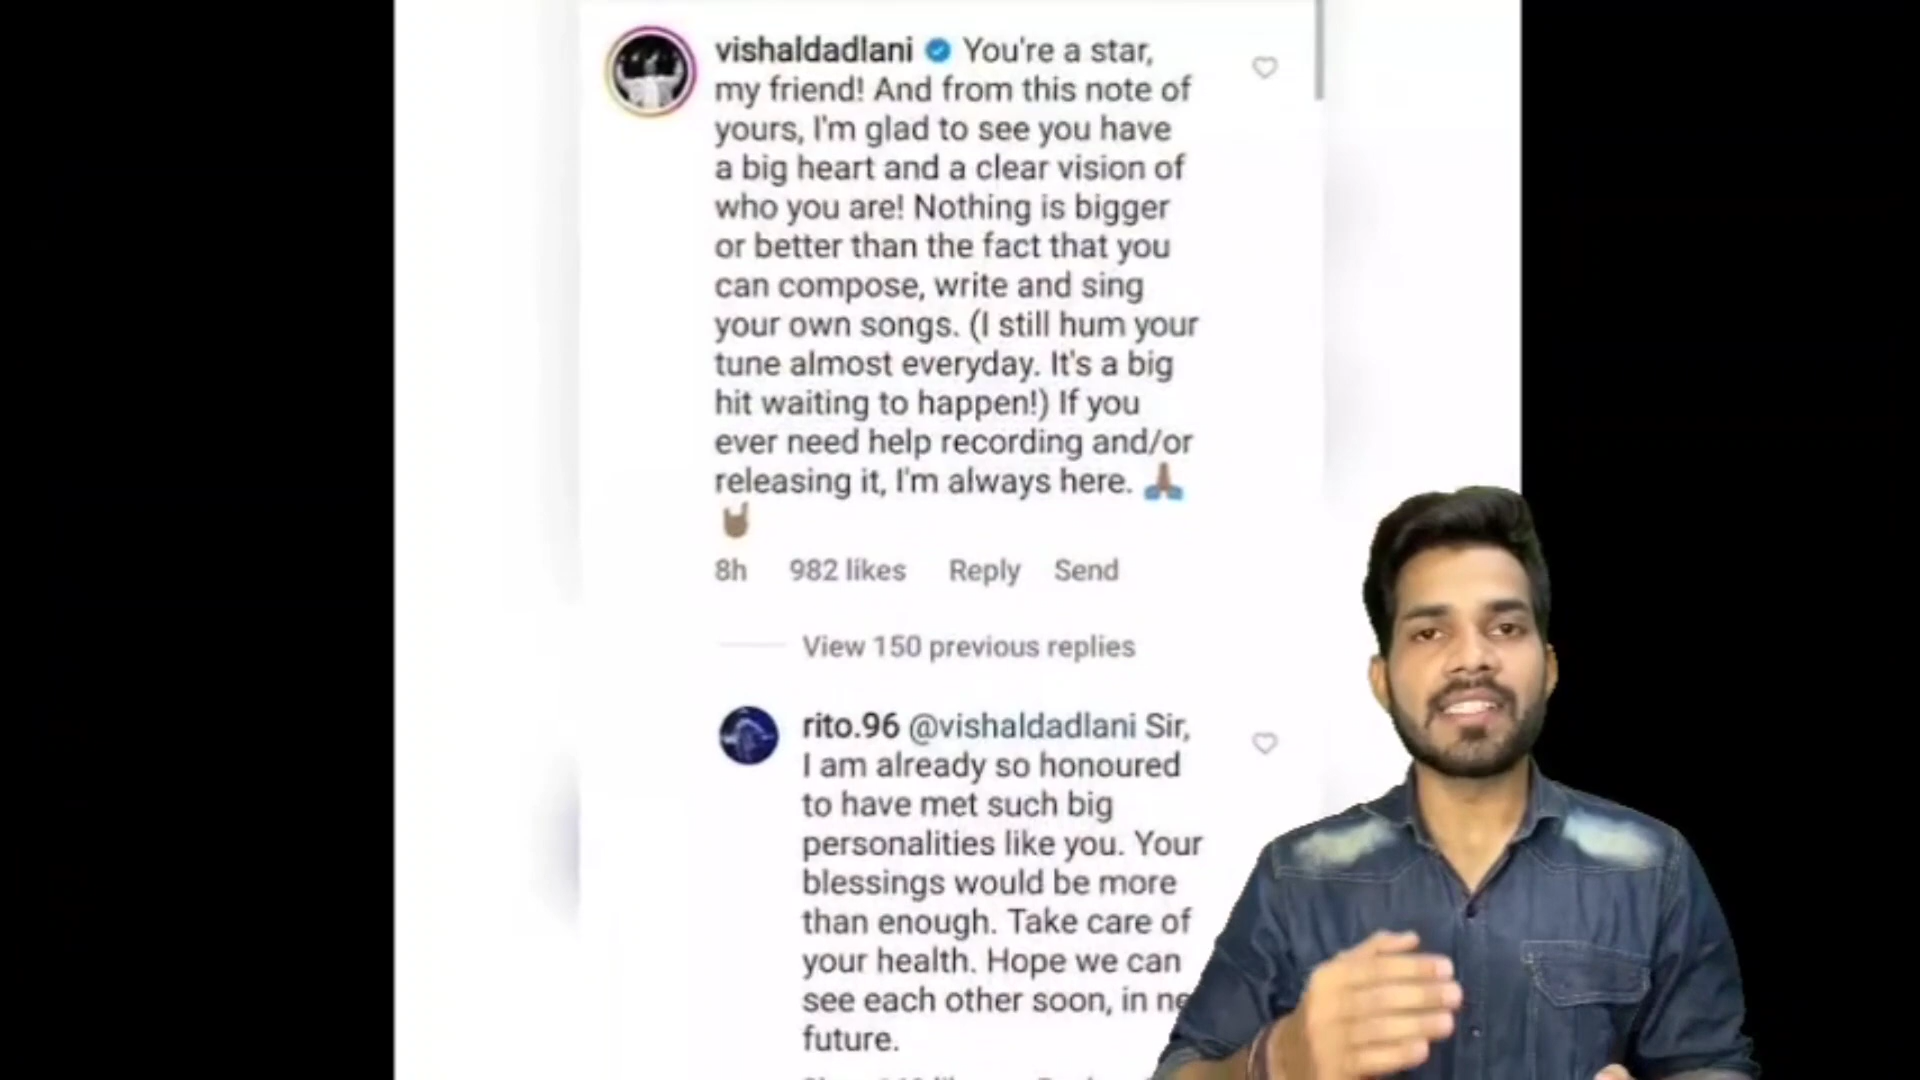 vishaldadlani You're a star,
my friend! And from this note of
yours, I'm glad to see you have
a big heart and a clear vision of
who you are! Nothing is bigger
or better than the fact that you
can compose, write and sing
your own songs. (I still hum your
tune almost everyday. It's a big
hit waiting to happen!) If you
ever need help recording and/or
releasing it, I'm always here. 🙏🏾
🤘🏾
8h 982 likes Reply Send
View 150 previous replies
rito.96 @vishaldadlani Sir,
I am already so honoured
to have met such big
personalities like you. Your
blessings would be more
than enough. Take care of
your health. Hope we can
see each other soon, in
future.